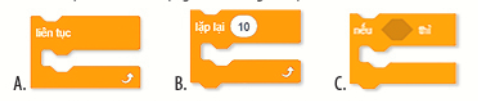 A. liên tục
B. lặp lại 10
C. nếu thì